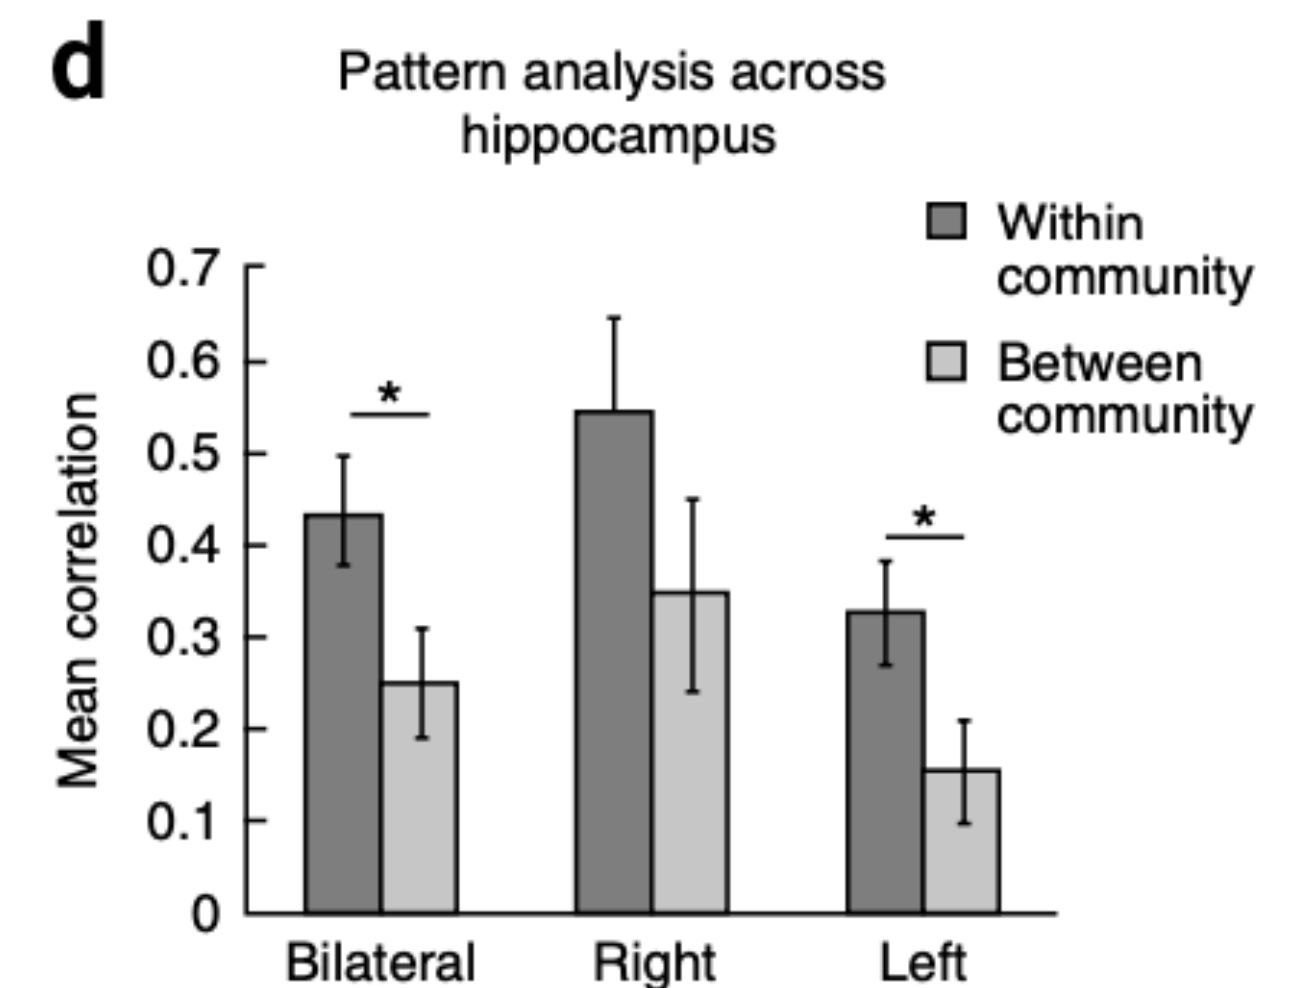 d
Pattern analysis across
hippocampus
Within
community
Between
community
Mean correlation
0.7
0.6
0.5
0.4
0.3
0.2
0.1
0
*
*
Bilateral
Right
Left